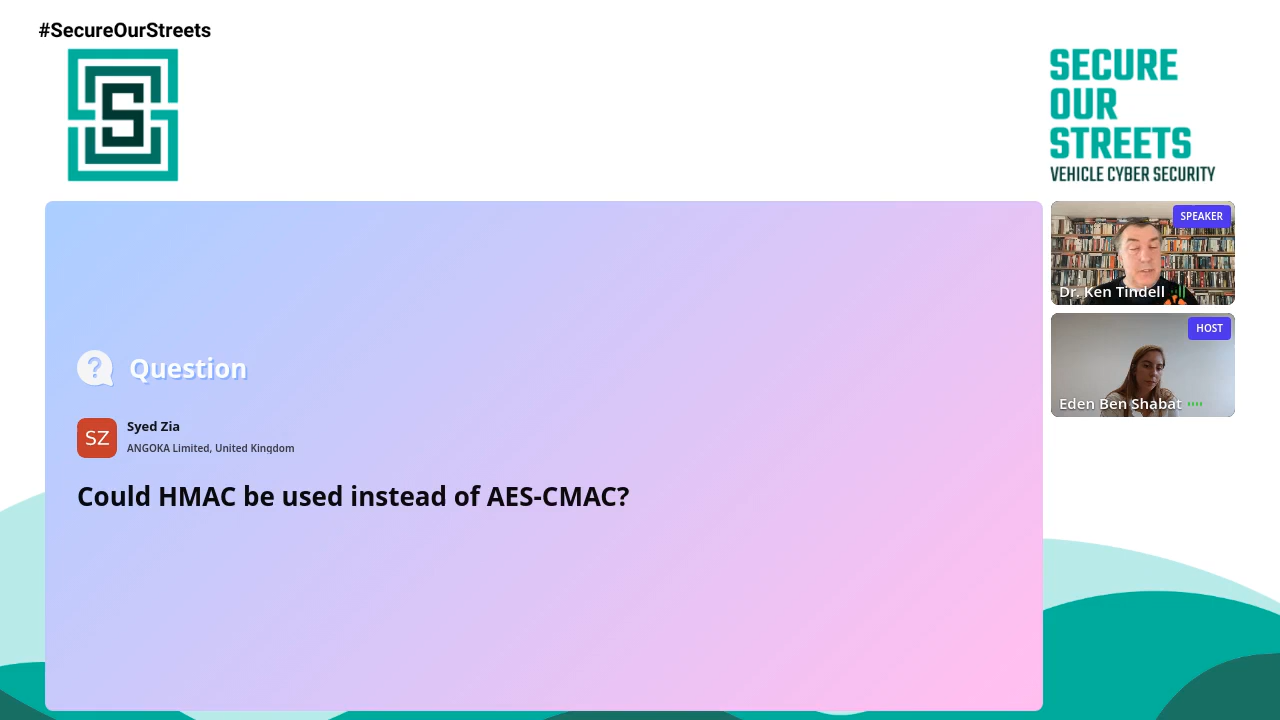 #SecureOurStreets
S
SECURE
OUR
STREETS
VEHICLE CYBER SECURITY
SPEAKER
Dr. Ken Tindell
HOST
Eden Ben Shabat
Question
SZ
Syed Zia
ANGOKA Limited, United Kingdom
Could HMAC be used instead of AES-CMAC?